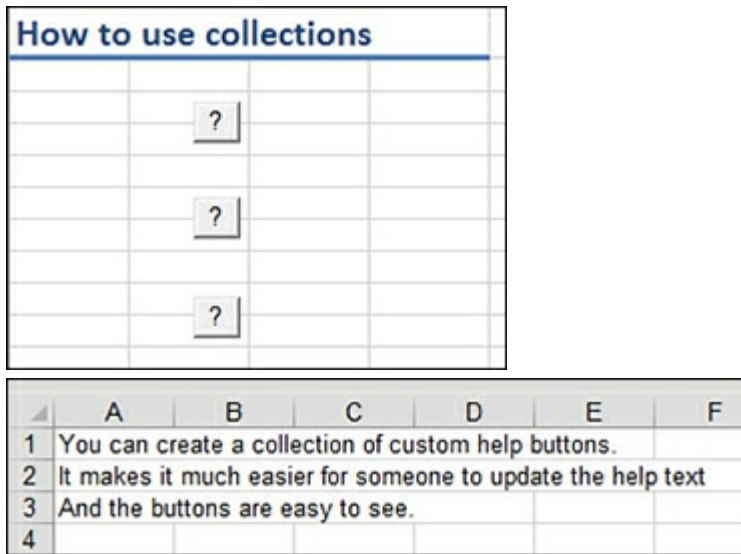 How to use collections
?
?
?
A B C D E F
1 You can create a collection of custom help buttons.
2 It makes it much easier for someone to update the help text
3 And the buttons are easy to see.
4